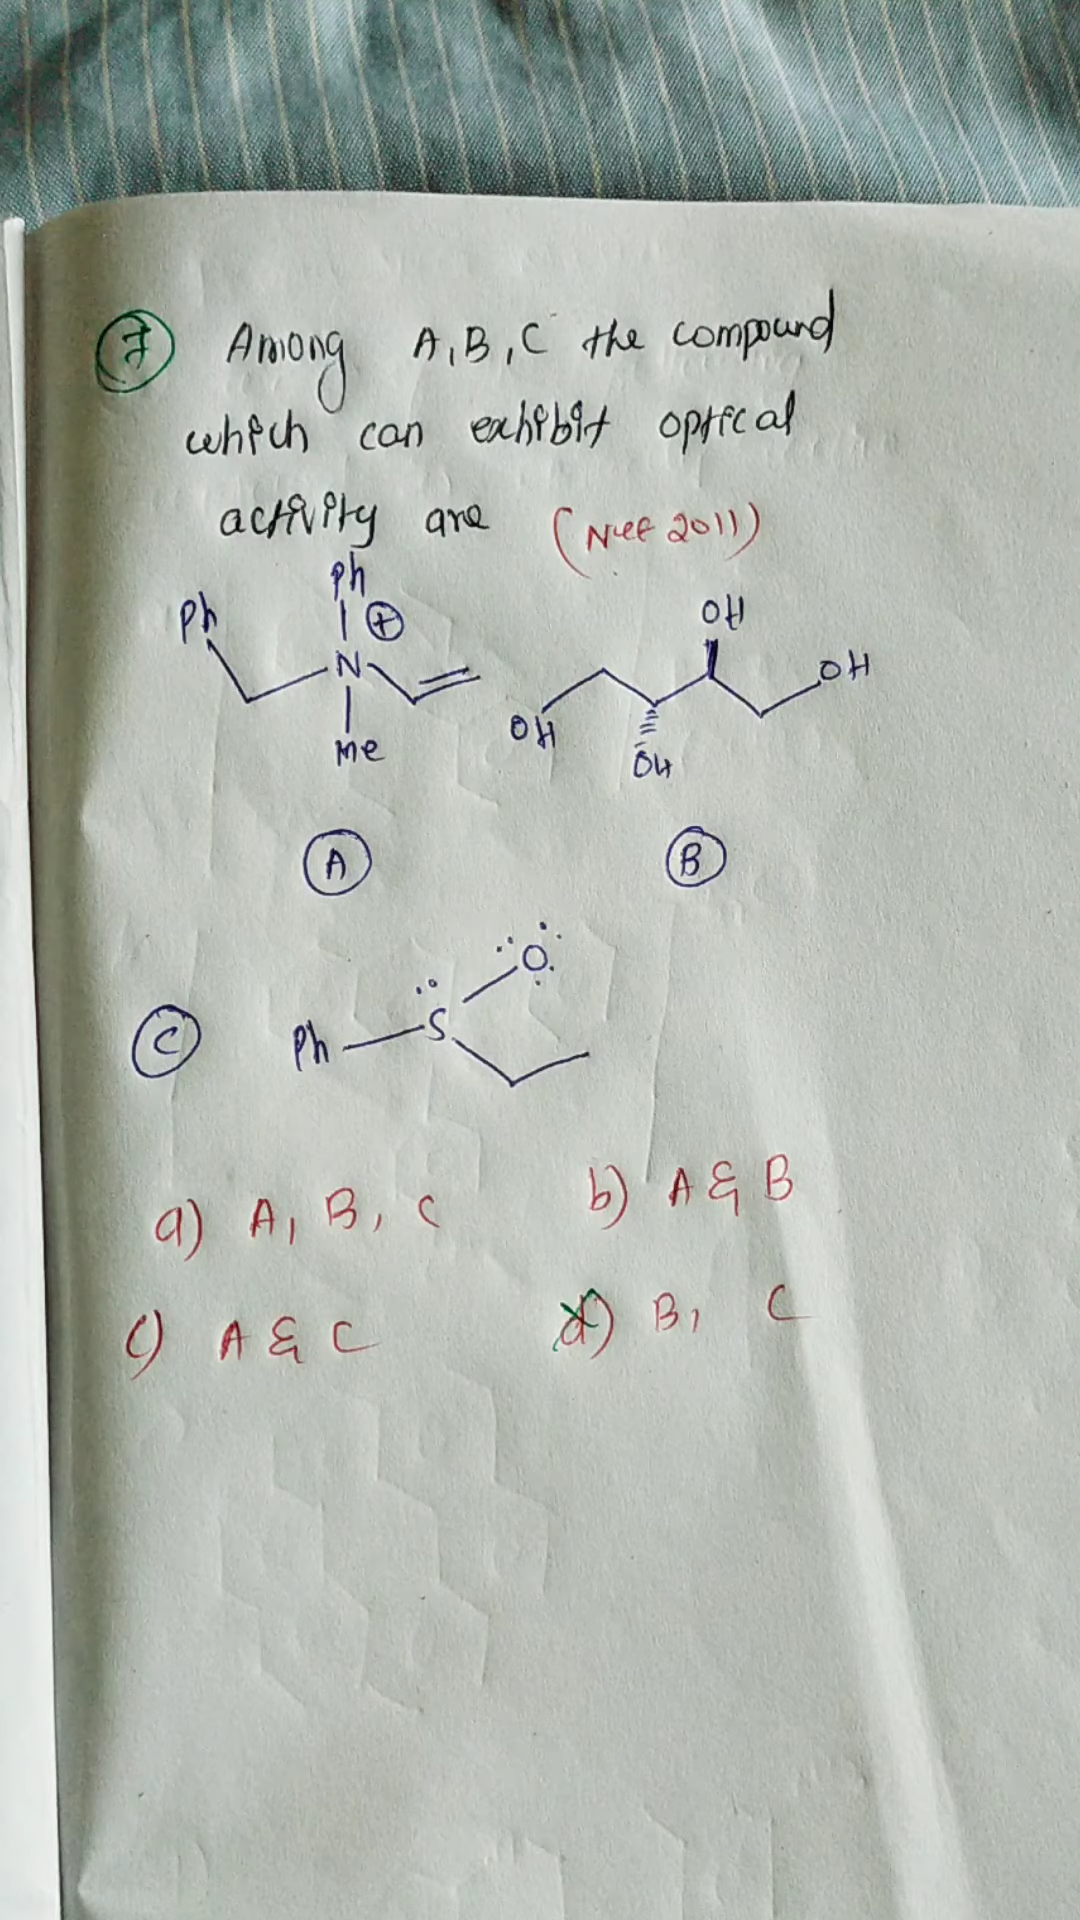 7 Among A, B, C the compound
which can exhibit optical
activity are (Net 2011)
Ph
Ph
+
N
Me
OH
OH
OH
OH
A
B
C
Ph
S
O
a) A, B, C
b) A & B
c) A & C
d) B, C